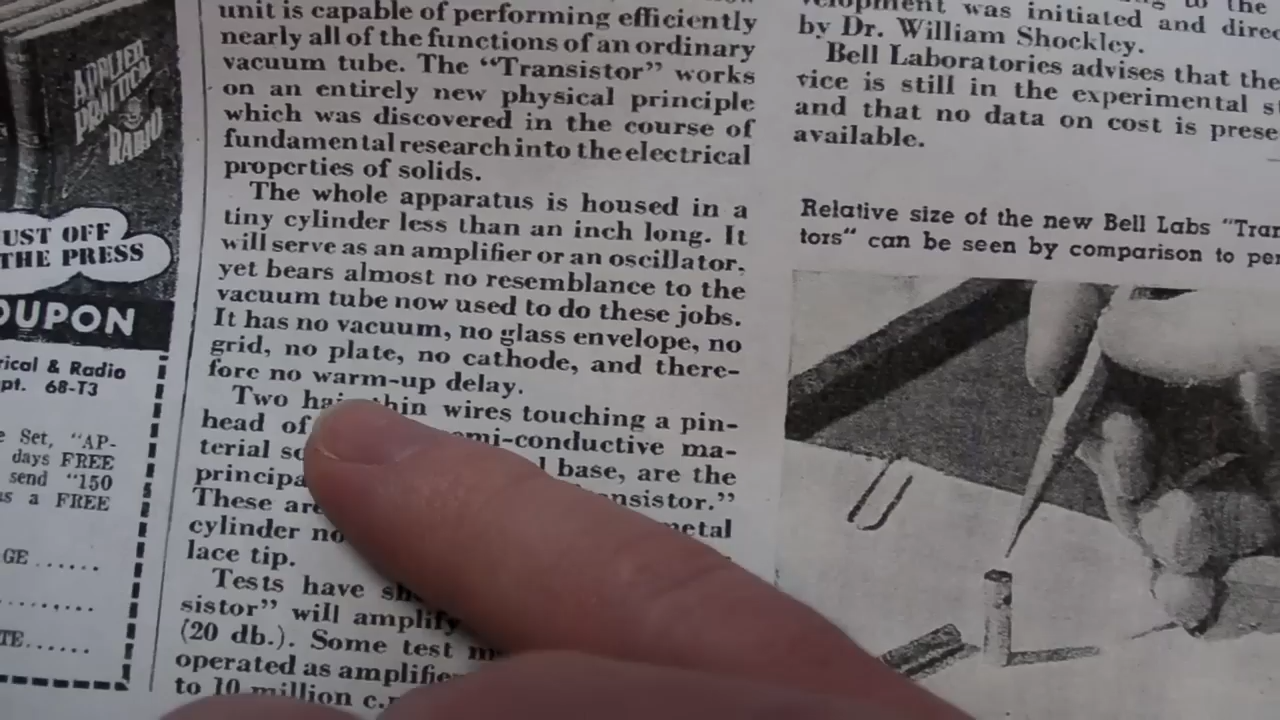 APPLIED
PRACTICAL
RADIO
UST OFF
THE PRESS
OUPON
rical & Radio
pt. 68-T3
e Set, "AP-
days FREE
send "150
as a FREE
GE ......
TE......
unit is capable of performing efficiently
nearly all of the functions of an ordinary
vacuum tube. The "Transistor" works
on an entirely new physical principle
which was discovered in the course of
fundamental research into the electrical
properties of solids.
The whole apparatus is housed in a
tiny cylinder less than an inch long. It
will serve as an amplifier or an oscillator,
yet bears almost no resemblance to the
vacuum tube now used to do these jobs.
It has no vacuum, no glass envelope, no
grid, no plate, no cathode, and there-
fore no warm-up delay.
Two hair thin wires touching a pin-
head of mi-conductive ma-
terial so l base, are the
principa nsistor."
These are metal
cylinder no
lace tip.
Tests have sh
sistor" will amplify
(20 db.). Some test m
operated as amplifie
to 10 million c.
velopment was initiated and direc
by Dr. William Shockley.
Bell Laboratories advises that the
vice is still in the experimental s
and that no data on cost is prese
available.
Relative size of the new Bell Labs "Tran
tors" can be seen by comparison to per